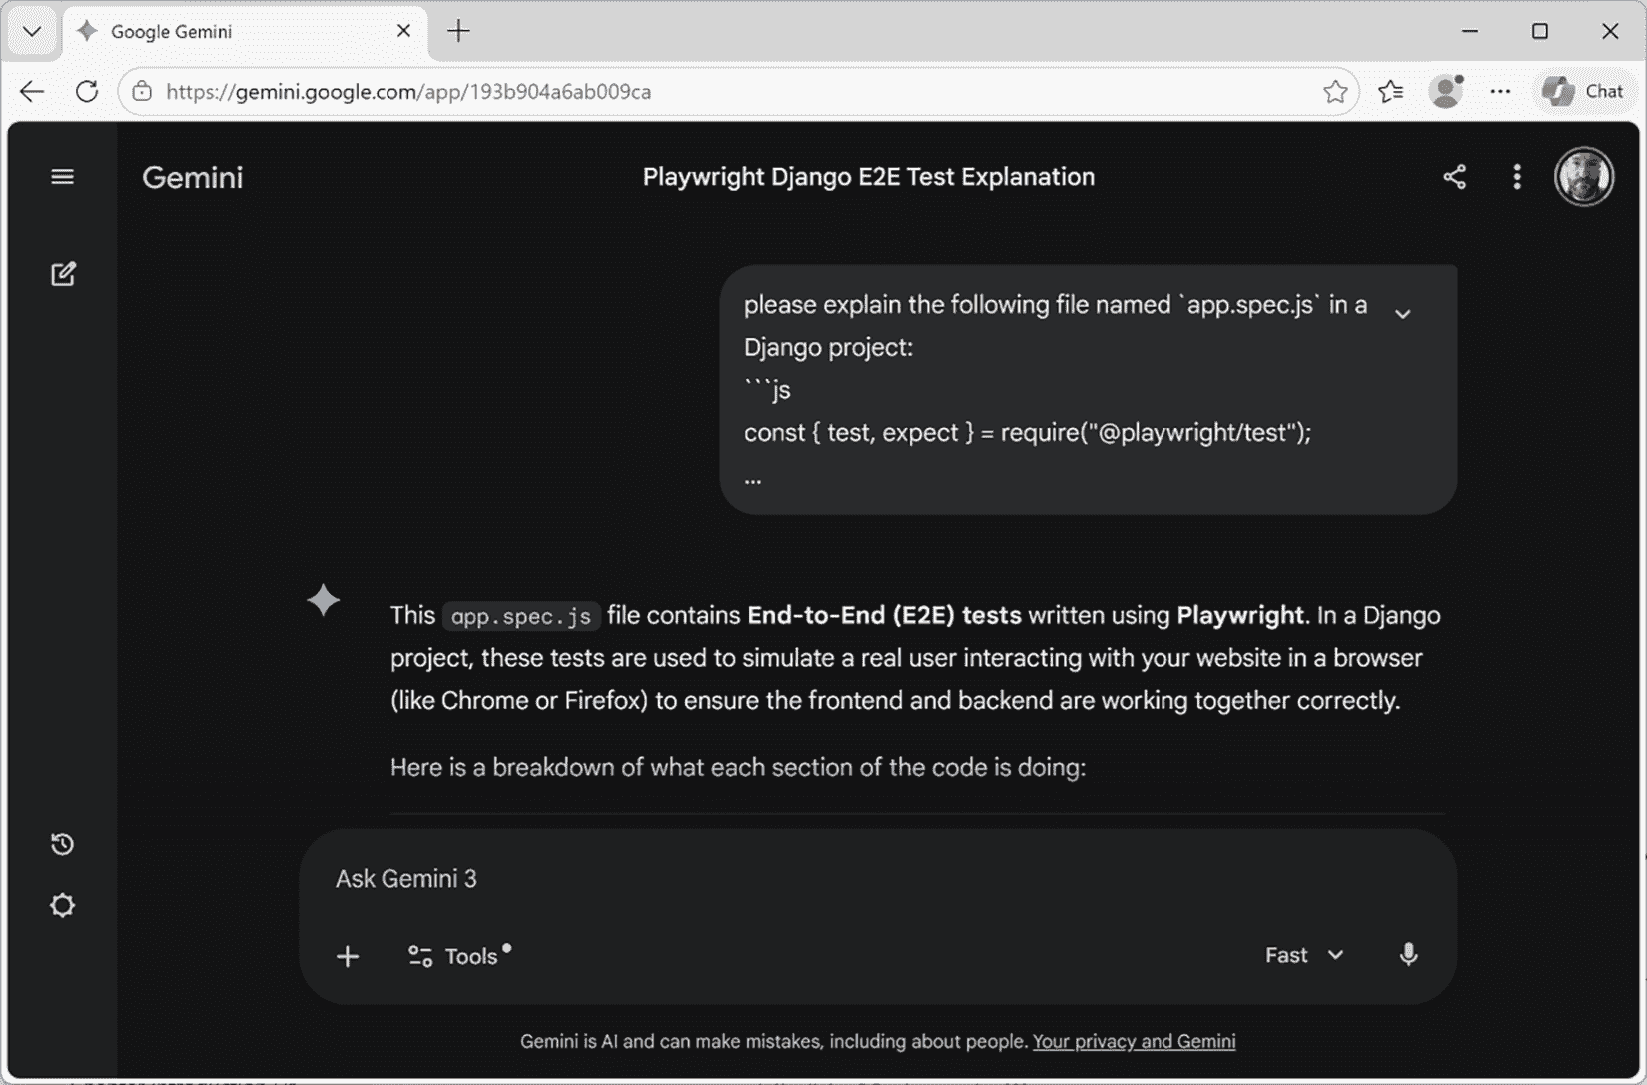 Google Gemini
https://gemini.google.com/app/193b904a6ab009ca
Chat
Gemini
Playwright Django E2E Test Explanation
please explain the following file named `app.spec.js` in a
Django project:
```js
const { test, expect } = require("@playwright/test");
...
This app.spec.js file contains End-to-End (E2E) tests written using Playwright. In a Django
project, these tests are used to simulate a real user interacting with your website in a browser
(like Chrome or Firefox) to ensure the frontend and backend are working together correctly.
Here is a breakdown of what each section of the code is doing:
Ask Gemini 3
Tools
Fast
Gemini is AI and can make mistakes, including about people. Your privacy and Gemini